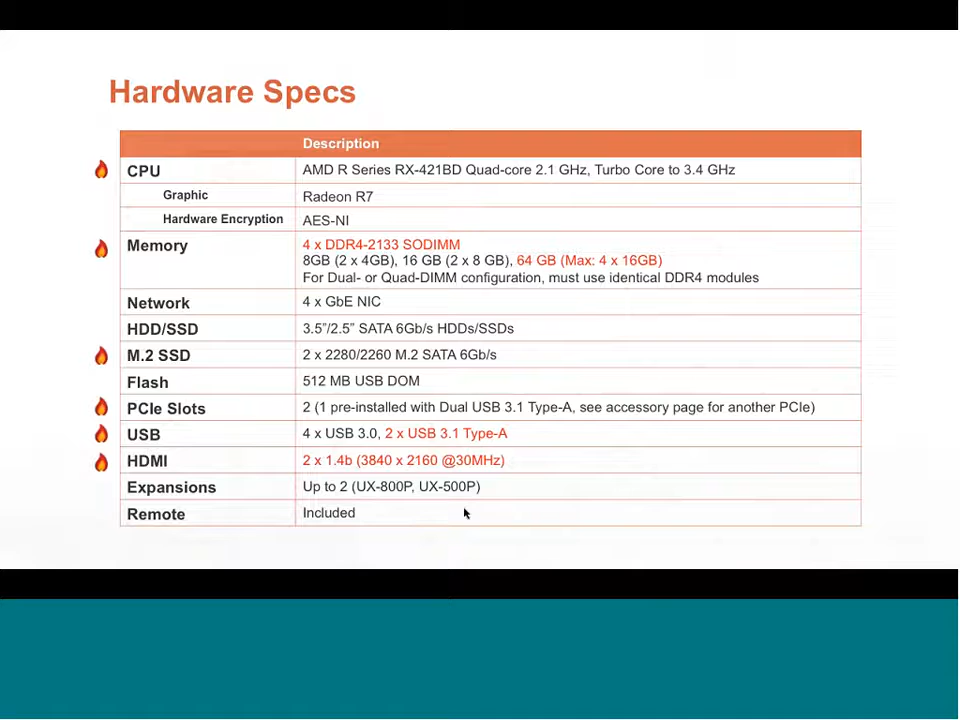 Hardware Specs
Description
CPU AMD R Series RX-421BD Quad-core 2.1 GHz, Turbo Core to 3.4 GHz
Graphic Radeon R7
Hardware Encryption AES-NI
Memory 4 x DDR4-2133 SODIMM
8GB (2 x 4GB), 16 GB (2 x 8 GB), 64 GB (Max: 4 x 16GB)
For Dual- or Quad-DIMM configuration, must use identical DDR4 modules
Network 4 x GbE NIC
HDD/SSD 3.5”/2.5” SATA 6Gb/s HDDs/SSDs
M.2 SSD 2 x 2280/2260 M.2 SATA 6Gb/s
Flash 512 MB USB DOM
PCIe Slots 2 (1 pre-installed with Dual USB 3.1 Type-A, see accessory page for another PCIe)
USB 4 x USB 3.0, 2 x USB 3.1 Type-A
HDMI 2 x 1.4b (3840 x 2160 @30MHz)
Expansions Up to 2 (UX-800P, UX-500P)
Remote Included